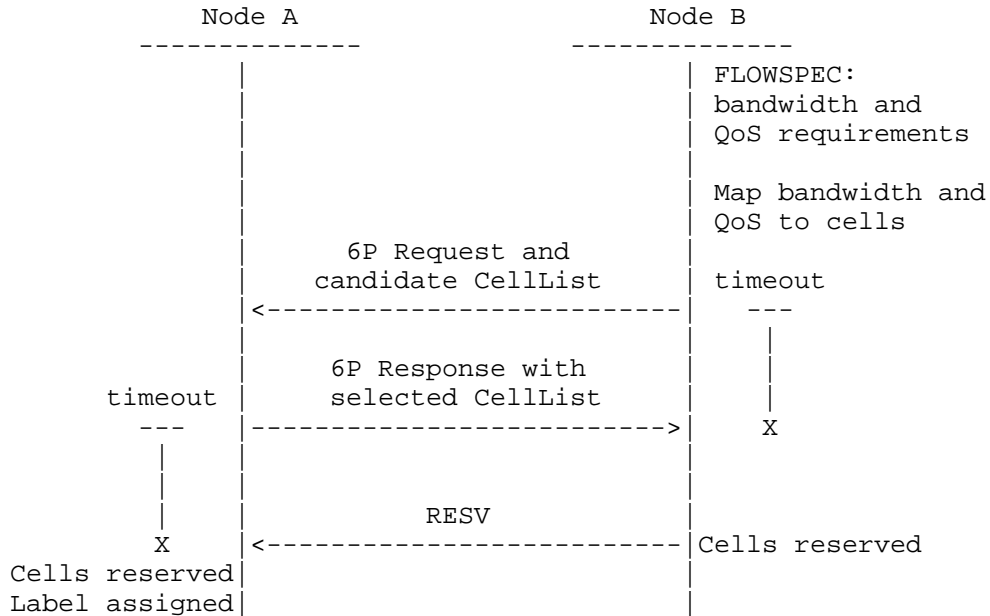 Node A                      Node B
--------------             --------------
FLOWSPEC:
bandwidth and
QoS requirements
Map bandwidth and
QoS to cells
6P Request and
candidate CellList       timeout
<--------------------------   ---
6P Response with
timeout   selected CellList
---   -------------------------->   X
RESV
X   <--------------------------Cells reserved
Cells reserved
Label assigned